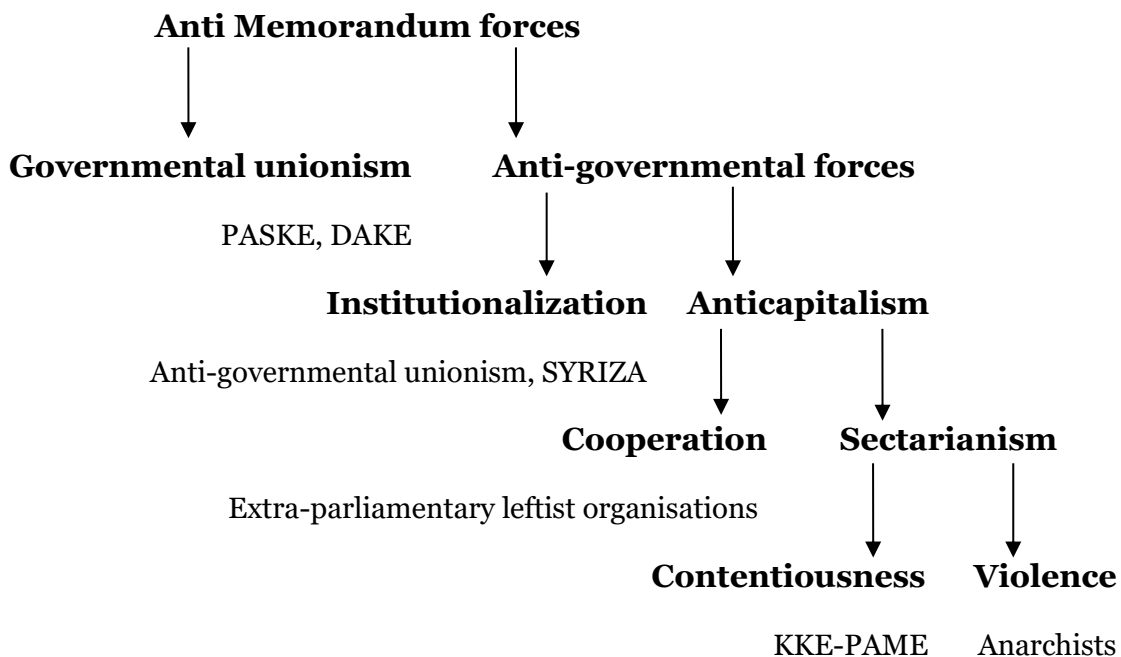 Anti Memorandum forces
Governmental unionism
Anti-governmental forces
PASKE, DAKE
Institutionalization
Anticapitalism
Anti-governmental unionism, SYRIZA
Cooperation
Sectarianism
Extra-parliamentary leftist organisations
Contentiousness
Violence
KKE-PAME
Anarchists